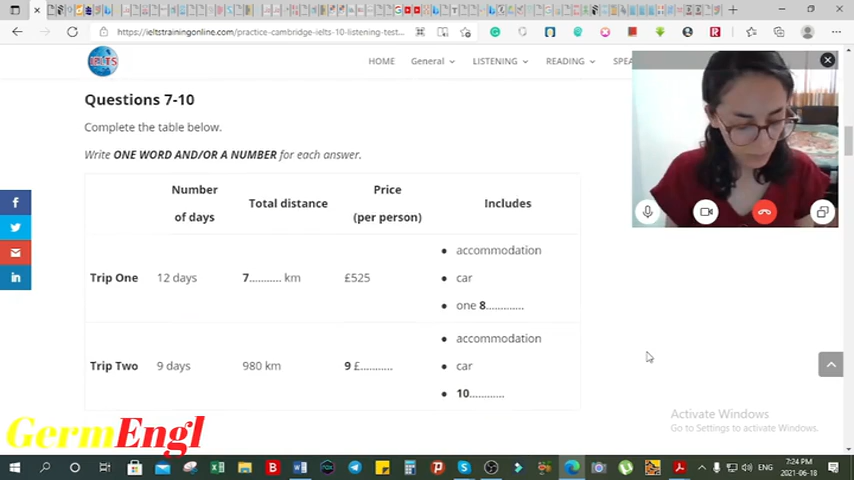 https://ieltstrainingonline.com/practice-cambridge-ielts-10-listening-test...
IELTS
HOME General LISTENING READING SPEA
Questions 7-10
Complete the table below.
Write ONE WORD AND/OR A NUMBER for each answer.
Number of days
Total distance
Price (per person)
Includes
Trip One
12 days
7........... km
£525
accommodation
car
one 8.............
Trip Two
9 days
980 km
9 £...........
accommodation
car
10............
Activate Windows
Go to Settings to activate Windows.
GermEngl
ENG
7:24 PM
2021-06-18